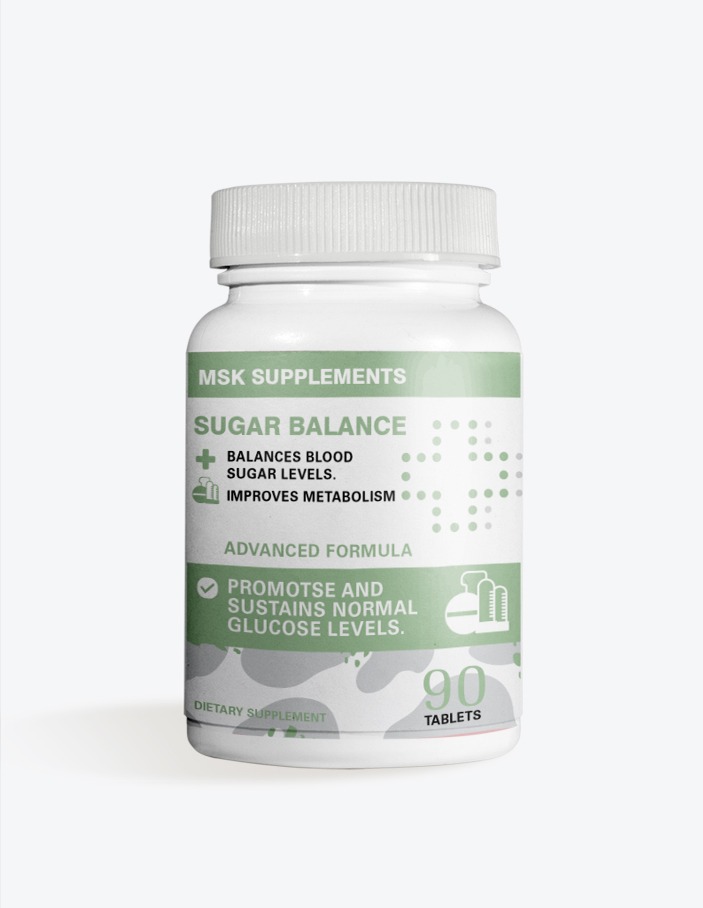 MSK SUPPLEMENTS
SUGAR BALANCE
BALANCES BLOOD
SUGAR LEVELS.
IMPROVES METABOLISM
ADVANCED FORMULA
PROMOTSE AND
SUSTAINS NORMAL
GLUCOSE LEVELS.
90
TABLETS
DIETARY SUPPLEMENT